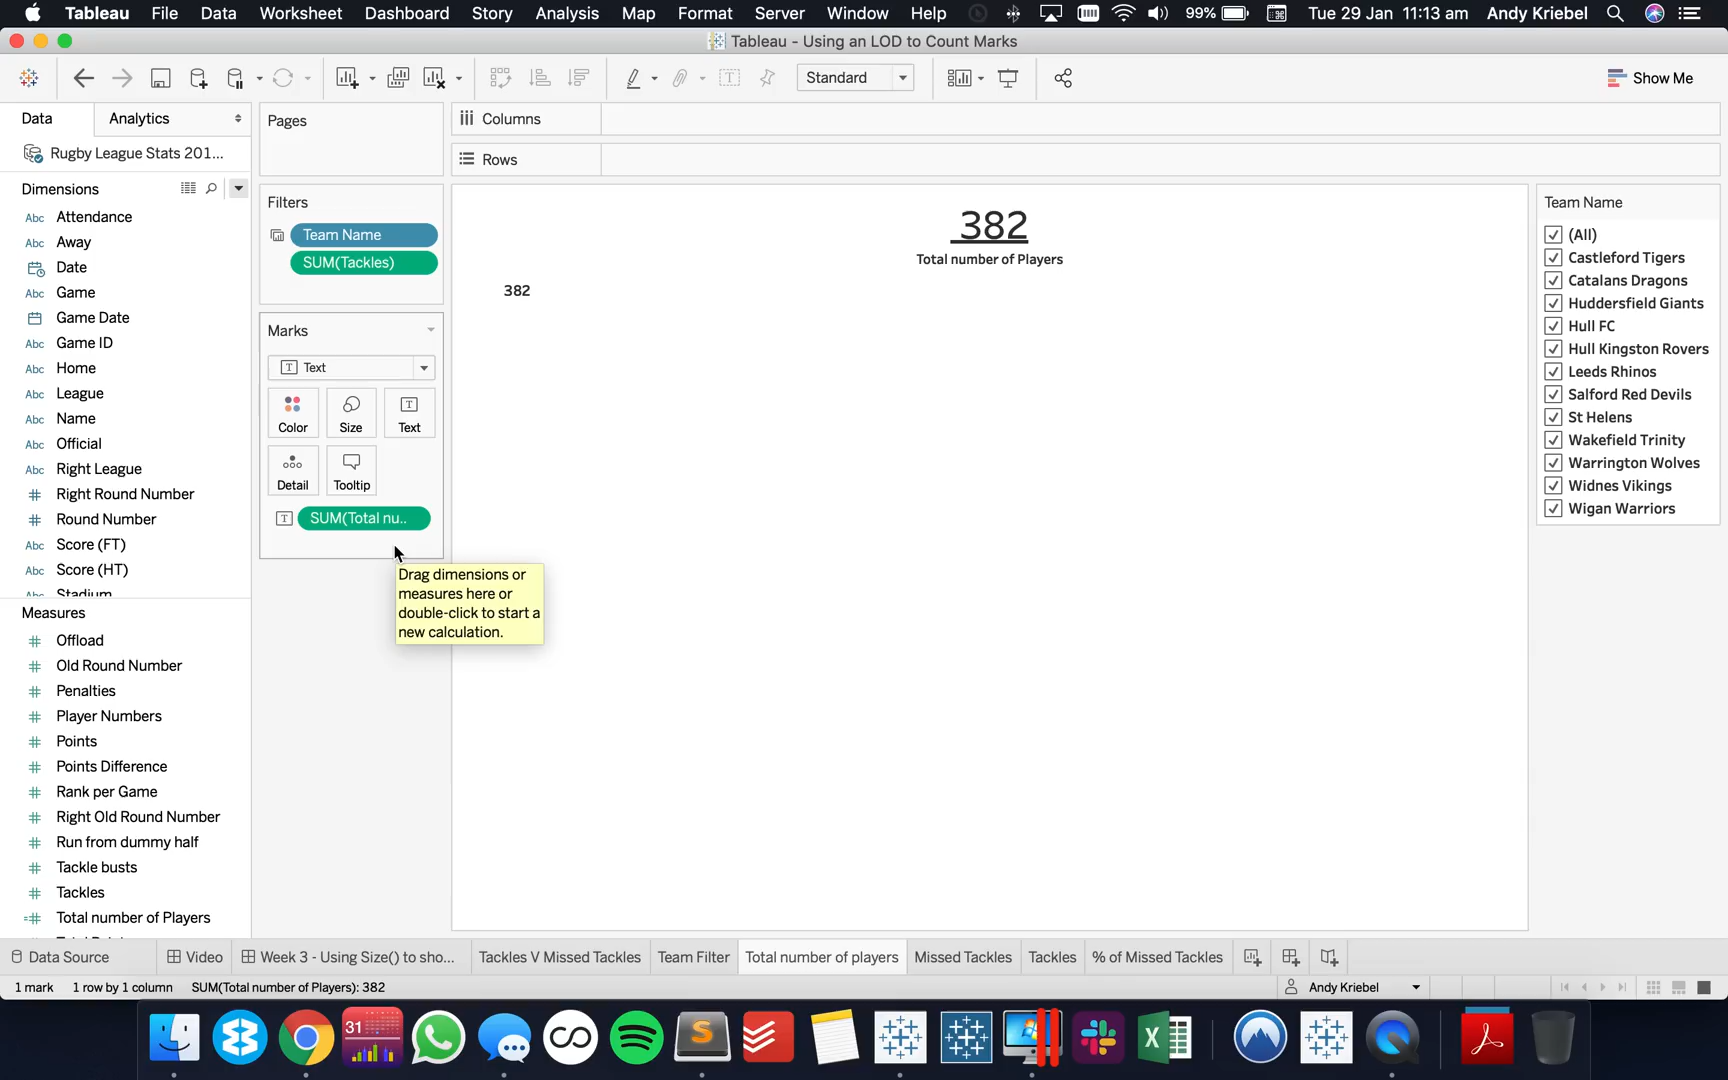 Tableau File Data Worksheet Dashboard Story Analysis Map Format Server Window Help 99% Tue 29 Jan 11:13 am Andy Kriebel
Tableau - Using an LOD to Count Marks
Standard
Show Me
Data
Analytics
Rugby League Stats 201...
Dimensions
Abc Attendance
Abc Away
Date
Abc Game
Game Date
Abc Game ID
Abc Home
Abc League
Abc Name
Abc Official
Abc Right League
# Right Round Number
# Round Number
Abc Score (FT)
Abc Score (HT)
Abc Stadium
Measures
# Offload
# Old Round Number
# Penalties
# Player Numbers
# Points
# Points Difference
# Rank per Game
# Right Old Round Number
# Run from dummy half
# Tackle busts
# Tackles
=# Total number of Players
Pages
Filters
Team Name
SUM(Tackles)
Marks
Text
Color
Size
Text
Detail
Tooltip
SUM(Total nu..
Drag dimensions or
measures here or
double-click to start a
new calculation.
Columns
Rows
382
Total number of Players
382
Team Name
(All)
Castleford Tigers
Catalans Dragons
Huddersfield Giants
Hull FC
Hull Kingston Rovers
Leeds Rhinos
Salford Red Devils
St Helens
Wakefield Trinity
Warrington Wolves
Widnes Vikings
Wigan Warriors
Data Source
Video
Week 3 - Using Size() to sho...
Tackles V Missed Tackles
Team Filter
Total number of players
Missed Tackles
Tackles
% of Missed Tackles
1 mark 1 row by 1 column SUM(Total number of Players): 382
Andy Kriebel
31